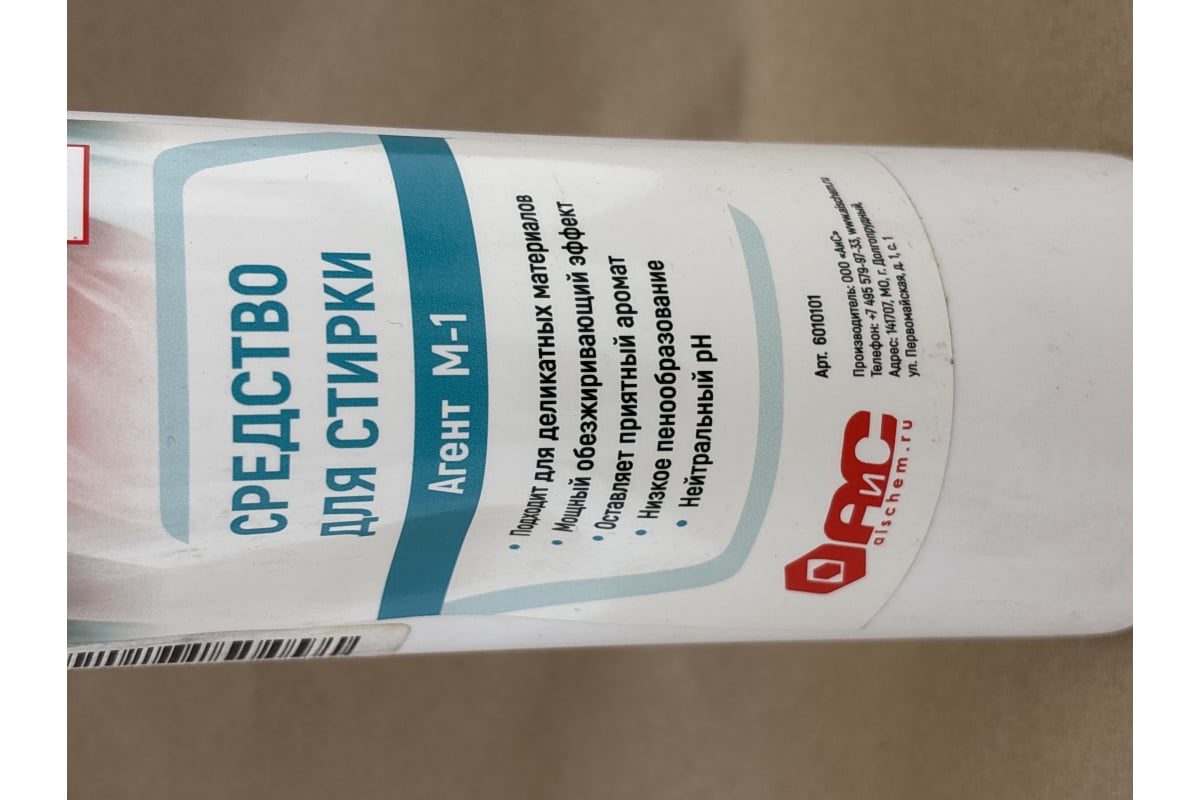 СРЕДСТВО
ДЛЯ СТИРКИ
Агент М-1
• Подходит для деликатных материалов
• Мощный обезжиривающий эффект
• Оставляет приятный аромат
• Низкое пенообразование
• Нейтральный pH
АиС
alschem.ru
Арт. 6010101
Производитель: ООО «АиС»
Телефон: +7 495 579-97-33, www.alschem.ru
Адрес: 141707, МО, г. Долгопрудный,
ул. Первомайская, д. 1, с. 1